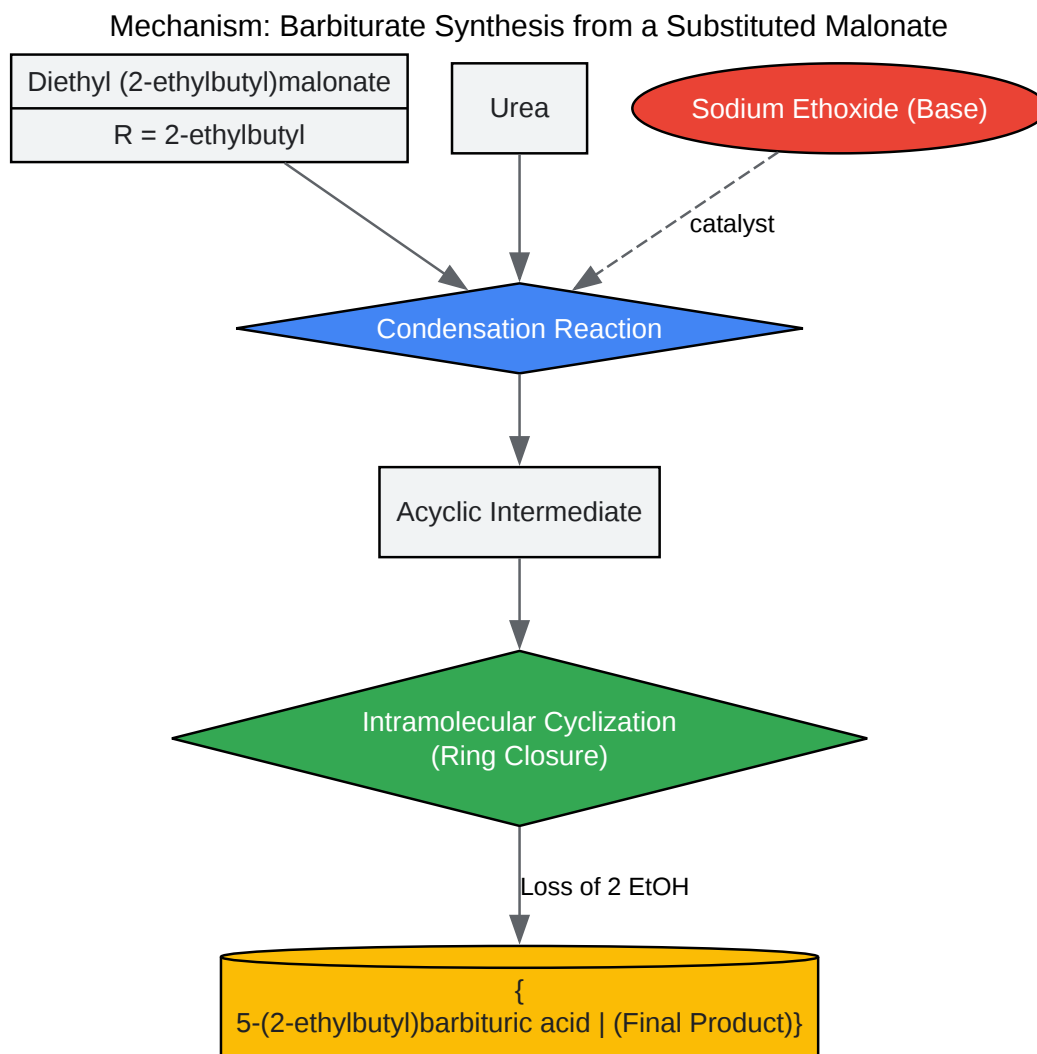 Mechanism: Barbiturate Synthesis from a Substituted Malonate
Diethyl (2-ethylbutyl)malonate
R = 2-ethylbutyl
Urea
Sodium Ethoxide (Base)
catalyst
Condensation Reaction
Acyclic Intermediate
Intramolecular Cyclization
(Ring Closure)
Loss of 2 EtOH
{
5-(2-ethylbutyl)barbituric acid | (Final Product)}